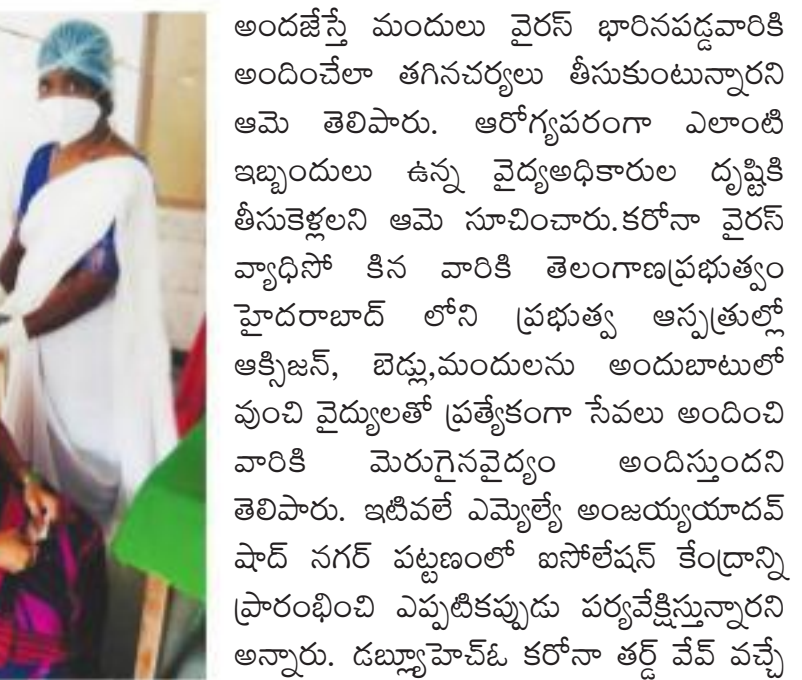 అందజేస్తే మందులు వైరస్ భారినపడ్డవారికి
అందించేలా తగినచర్యలు తీసుకుంటున్నారని
ఆమె తెలిపారు. ఆరోగ్యపరంగా ఎలాంటి
ఇబ్బందులు ఉన్న వైద్యఅధికారుల దృష్టికి
తీసుకెళ్లలని ఆమె సూచించారు.కరోనా వైరస్
వ్యాధిసో కిన వారికి తెలంగాణప్రభుత్వం
హైదరాబాద్ లోని ప్రభుత్వ ఆస్పత్రుల్లో
ఆక్సిజన్, బెడ్లు,మందులను అందుబాటులో
వుంచి వైద్యులతో ప్రత్యేకంగా సేవలు అందించి
వారికి మెరుగైనవైద్యం అందిస్తుందని
తెలిపారు. ఇటివలే ఎమ్యెల్యే అంజయ్యయాదవ్
షాద్ నగర్ పట్టణంలో ఐసోలేషన్ కేంద్రాన్ని
ప్రారంభించి ఎప్పటికప్పుడు పర్యవేక్షిస్తున్నారని
అన్నారు. డబ్ల్యూహెచ్ఓ కరోనా తర్డ్ వేవ్ వచ్చే